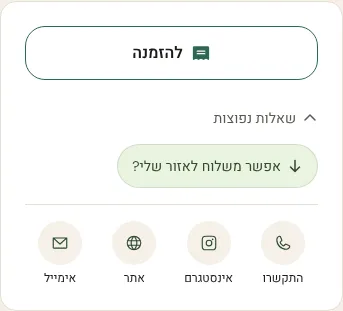 להזמנה
שאלות נפוצות
אפשר משלוח לאזור שלי?
התקשרו אינסטגרם אתר אימייל